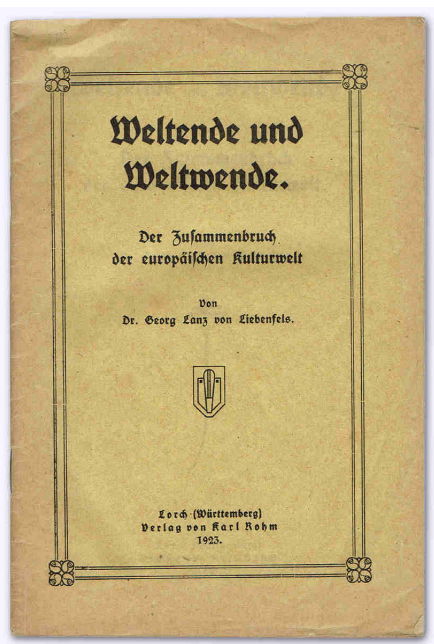 Weltende und
Weltwende.
Der Zusammenbruch
der europäischen Kulturwelt
Von
Dr. Georg Lanz von Liebenfels.
Lorch (Württemberg)
Verlag von Karl Rohm
1923.